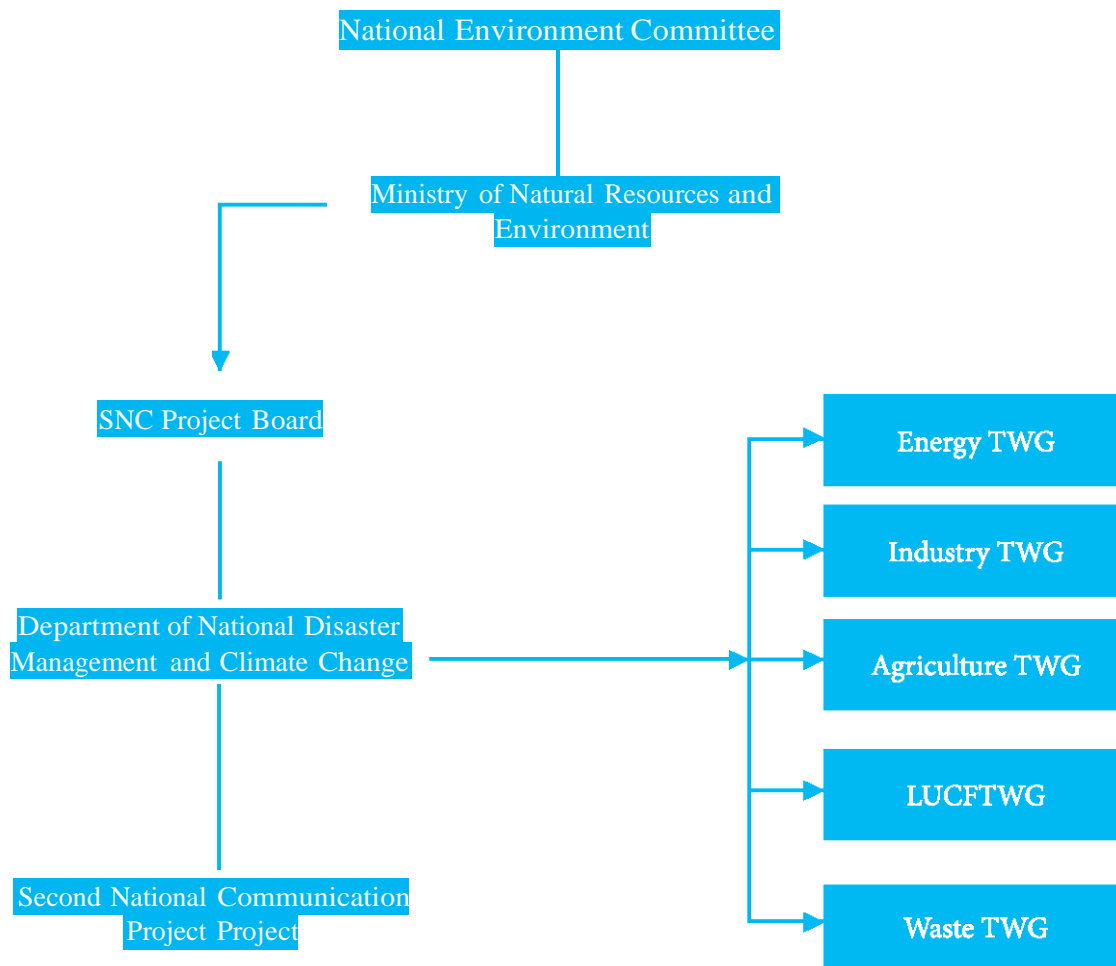 National Environment Committee
Ministry of Natural Resources and
Environment
SNC Project Board
Department of National Disaster
Management and Climate Change
Second National Communication
Project Project
Energy TWG
Industry TWG
Agriculture TWG
LUCFTWG
Waste TWG